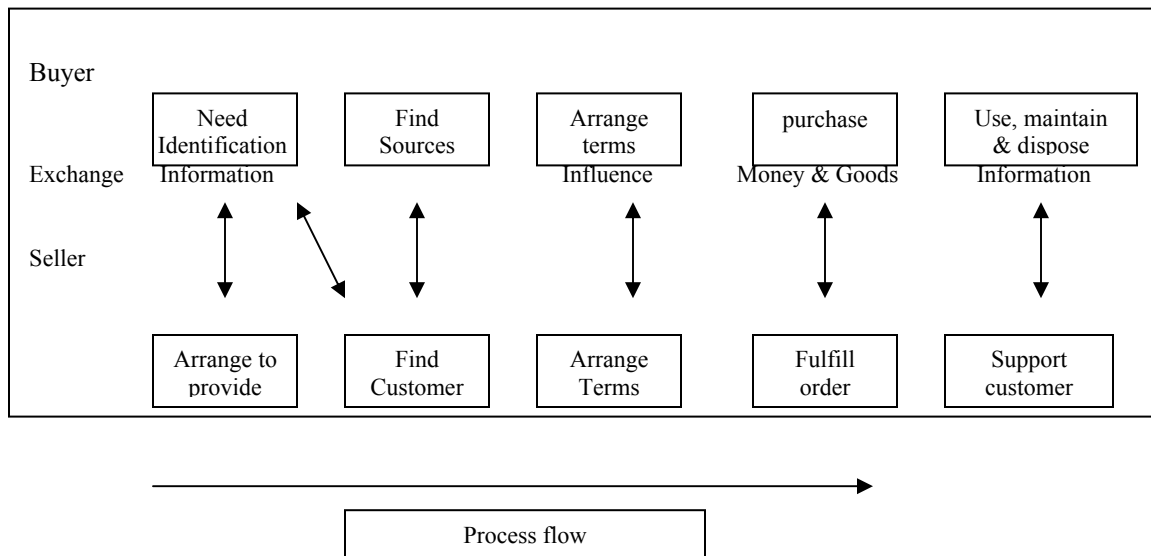 Buyer
Need
Identification
Find
Sources
Arrange
terms
purchase
Use, maintain
& dispose
Exchange
Information
Influence
Money & Goods
Information
Seller
Arrange to
provide
Find
Customer
Arrange
Terms
Fulfill
order
Support
customer
Process flow